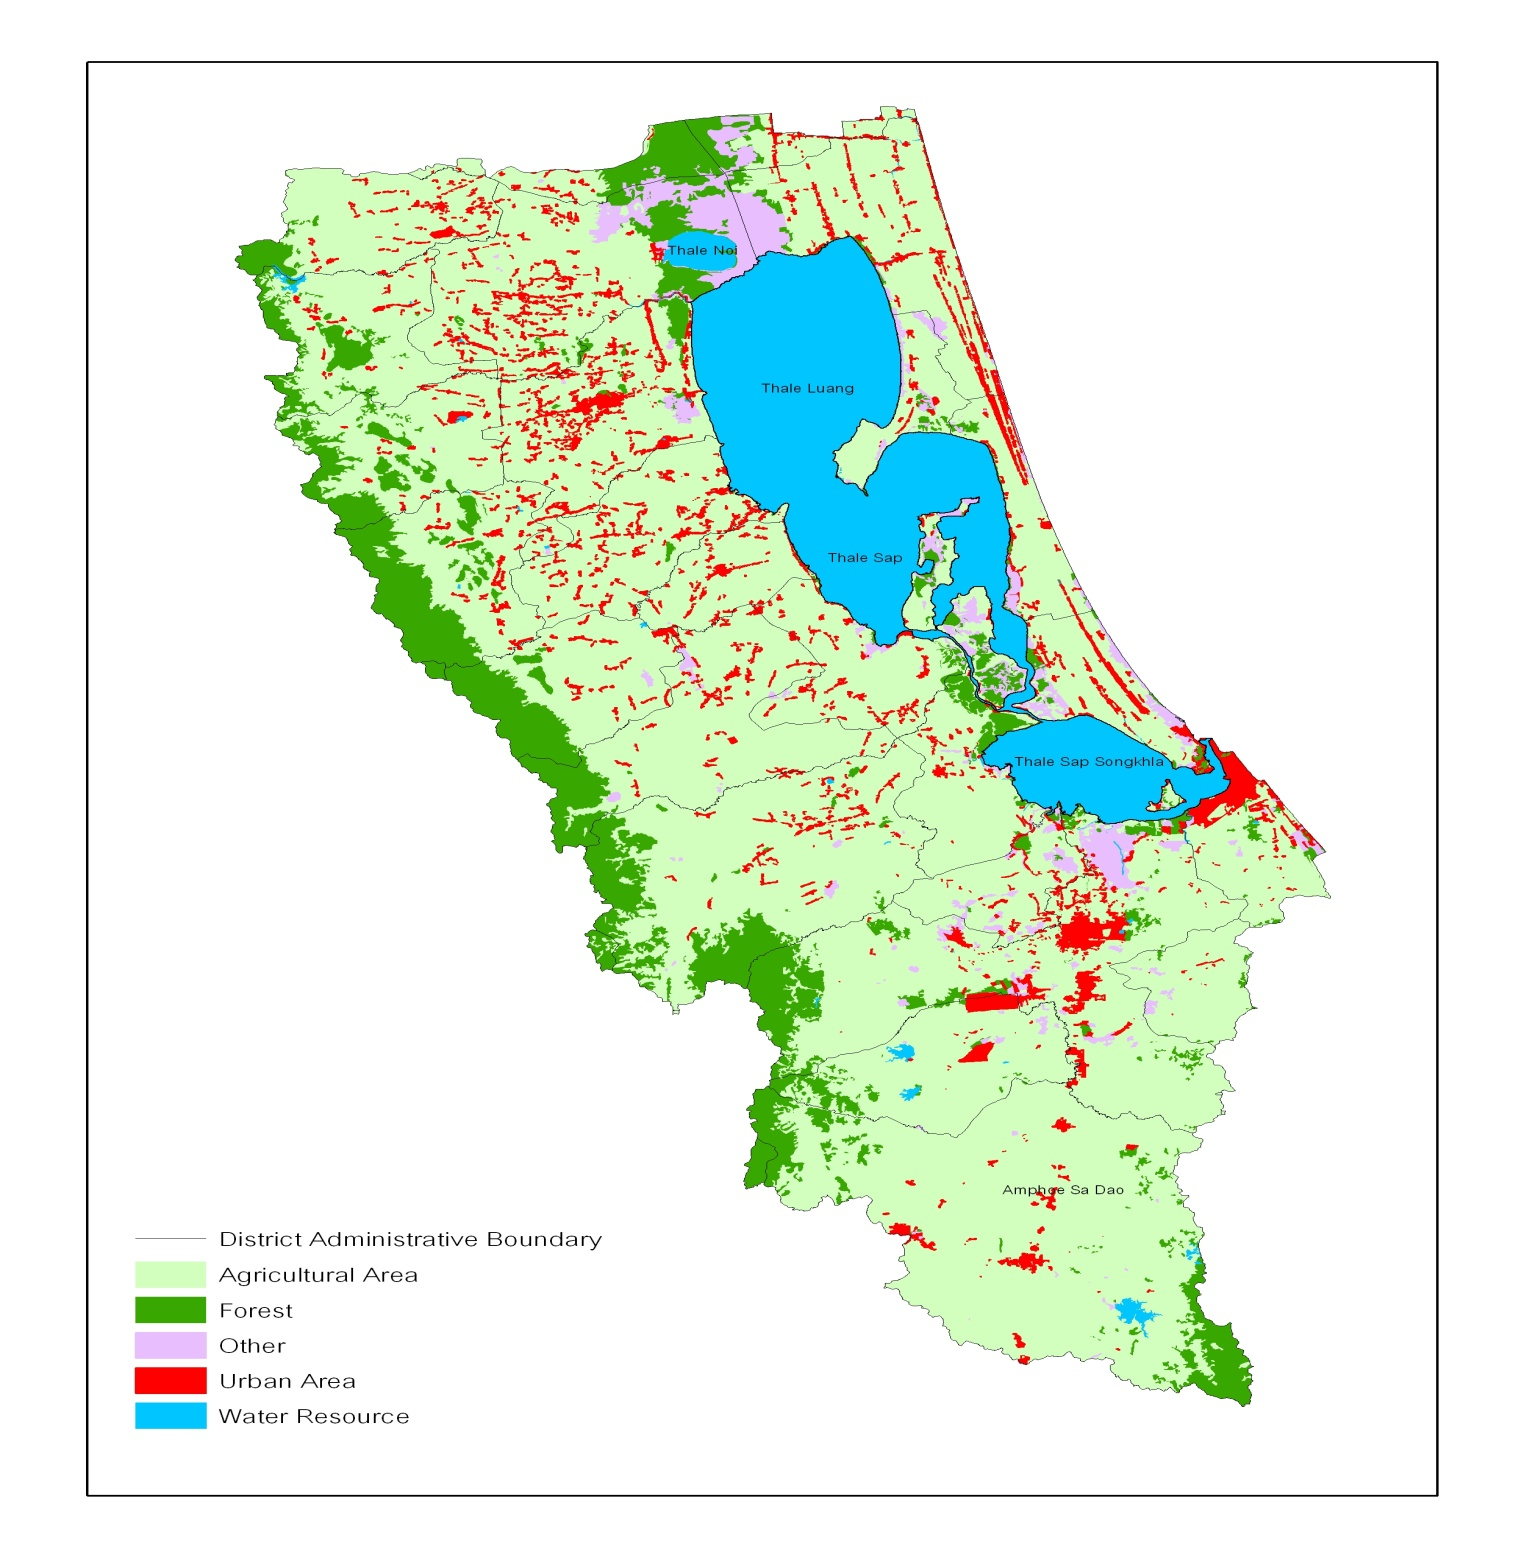 Thale Noi
Thale Luang
Thale Sap
Thale Sap Songkhla
Amphoe Sa Dao
District Administrative Boundary
Agricultural Area
Forest
Other
Urban Area
Water Resource